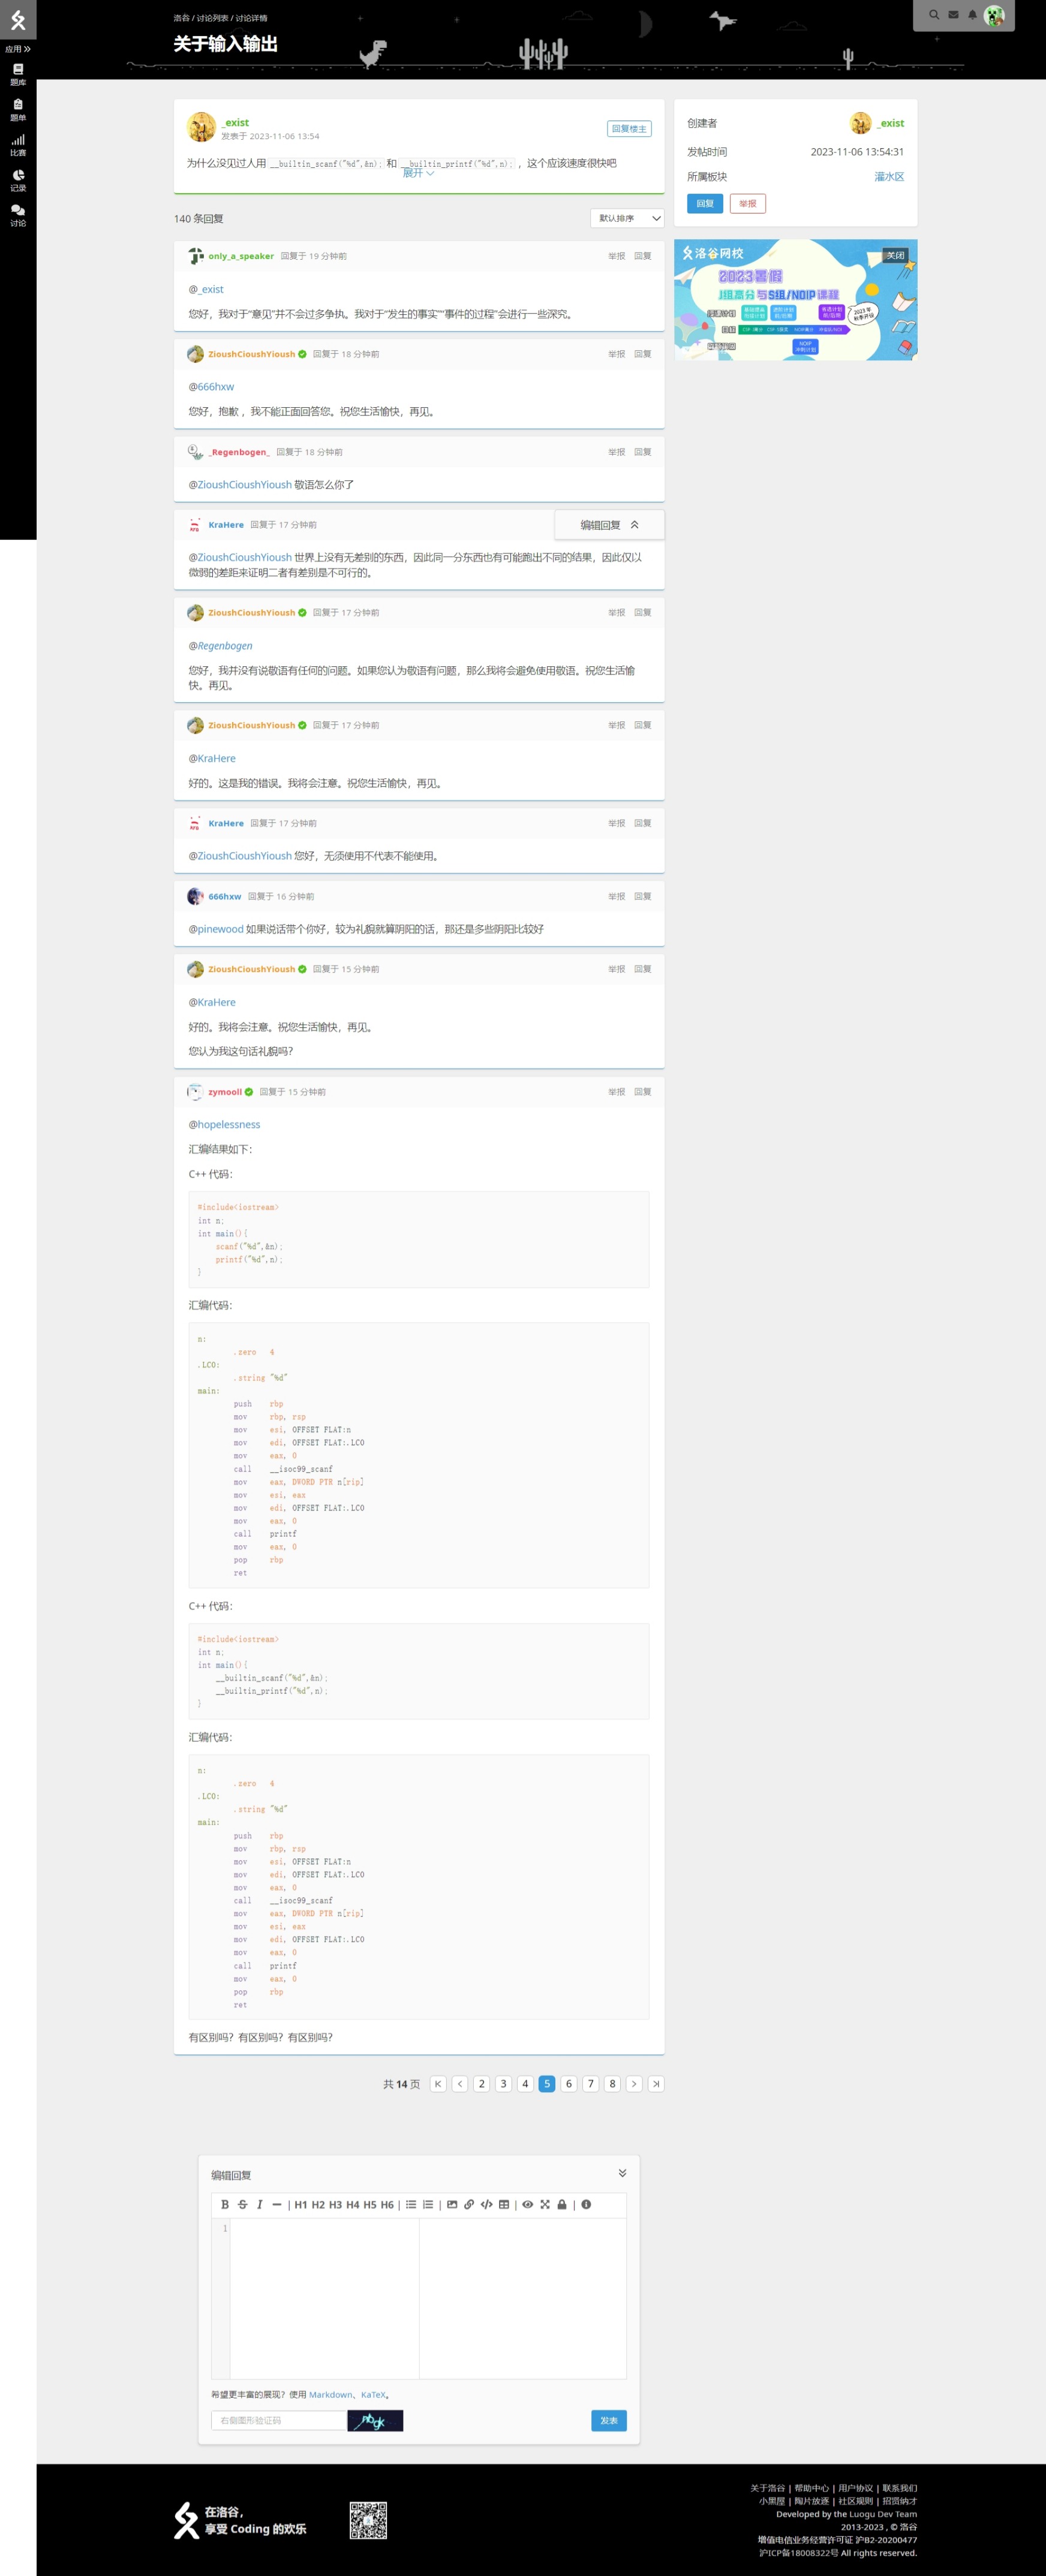 洛谷 / 讨论列表 / 讨论详情
关于输入输出
应用
题库
题单
比赛
记录
讨论
_exist
发表于 2023-11-06 13:54
回复楼主
为什么没见过人用 __builtin_scanf("%d",&n); 和 __builtin_printf("%d",n); ，这个应该速度很快吧
展开
创建者
_exist
发帖时间
2023-11-06 13:54:31
所属板块
灌水区
回复
举报
洛谷网校
关闭
2023暑假
J组高分与S组/NOIP课程
140 条回复
默认排序
only_a_speaker 回复于 19 分钟前
举报 回复
@_exist
您好，我对于“意见”并不会过多争执。我对于“发生的事实”“事件的过程”会进行一些深究。
ZioushCioushYioush 回复于 18 分钟前
举报 回复
@666hxw
您好，抱歉 ，我不能正面回答您。祝您生活愉快，再见。
_Regenbogen_ 回复于 18 分钟前
举报 回复
@ZioushCioushYioush 敬语怎么你了
KraHere 回复于 17 分钟前
编辑回复
@ZioushCioushYioush 世界上没有无差别的东西，因此同一分东西也有可能跑出不同的结果，因此仅以
微弱的差距来证明二者有差别是不可行的。
ZioushCioushYioush 回复于 17 分钟前
举报 回复
@Regenbogen
您好，我并没有说敬语有任何的问题。如果您认为敬语有问题，那么我将会避免使用敬语。祝您生活愉
快。再见。
ZioushCioushYioush 回复于 17 分钟前
举报 回复
@KraHere
好的。这是我的错误。我将会注意。祝您生活愉快，再见。
KraHere 回复于 17 分钟前
举报 回复
@ZioushCioushYioush 您好，无须使用不代表不能使用。
666hxw 回复于 16 分钟前
举报 回复
@pinewood 如果说话带个你好，较为礼貌就算阴阳的话，那还是多些阴阳比较好
ZioushCioushYioush 回复于 15 分钟前
举报 回复
@KraHere
好的。我将会注意。祝您生活愉快，再见。
您认为我这句话礼貌吗？
zymooll 回复于 15 分钟前
举报 回复
@hopelessness
汇编结果如下：
C++ 代码：
#include<iostream>
int n;
int main(){
    scanf("%d",&n);
    printf("%d",n);
}
汇编代码：
n:
        .zero   4
.LC0:
        .string "%d"
main:
        push    rbp
        mov     rbp, rsp
        mov     esi, OFFSET FLAT:n
        mov     edi, OFFSET FLAT:.LC0
        mov     eax, 0
        call    __isoc99_scanf
        mov     eax, DWORD PTR n[rip]
        mov     esi, eax
        mov     edi, OFFSET FLAT:.LC0
        mov     eax, 0
        call    printf
        mov     eax, 0
        pop     rbp
        ret
C++ 代码：
#include<iostream>
int n;
int main(){
    __builtin_scanf("%d",&n);
    __builtin_printf("%d",n);
}
汇编代码：
n:
        .zero   4
.LC0:
        .string "%d"
main:
        push    rbp
        mov     rbp, rsp
        mov     esi, OFFSET FLAT:n
        mov     edi, OFFSET FLAT:.LC0
        mov     eax, 0
        call    __isoc99_scanf
        mov     eax, DWORD PTR n[rip]
        mov     esi, eax
        mov     edi, OFFSET FLAT:.LC0
        mov     eax, 0
        call    printf
        mov     eax, 0
        pop     rbp
        ret
有区别吗？有区别吗？有区别吗？
共 14 页 2 3 4 5 6 7 8
编辑回复
B S I — | H1 H2 H3 H4 H5 H6
1
希望更丰富的展现？使用 Markdown、KaTeX。
右侧图形验证码
发表
在洛谷，
享受 Coding 的欢乐
关于洛谷 | 帮助中心 | 用户协议 | 联系我们
小黑屋 | 陶片放逐 | 社区规则 | 招贤纳才
Developed by the Luogu Dev Team
2013-2023 , © 洛谷
增值电信业务经营许可证 沪B2-20200477
沪ICP备18008322号 All rights reserved.